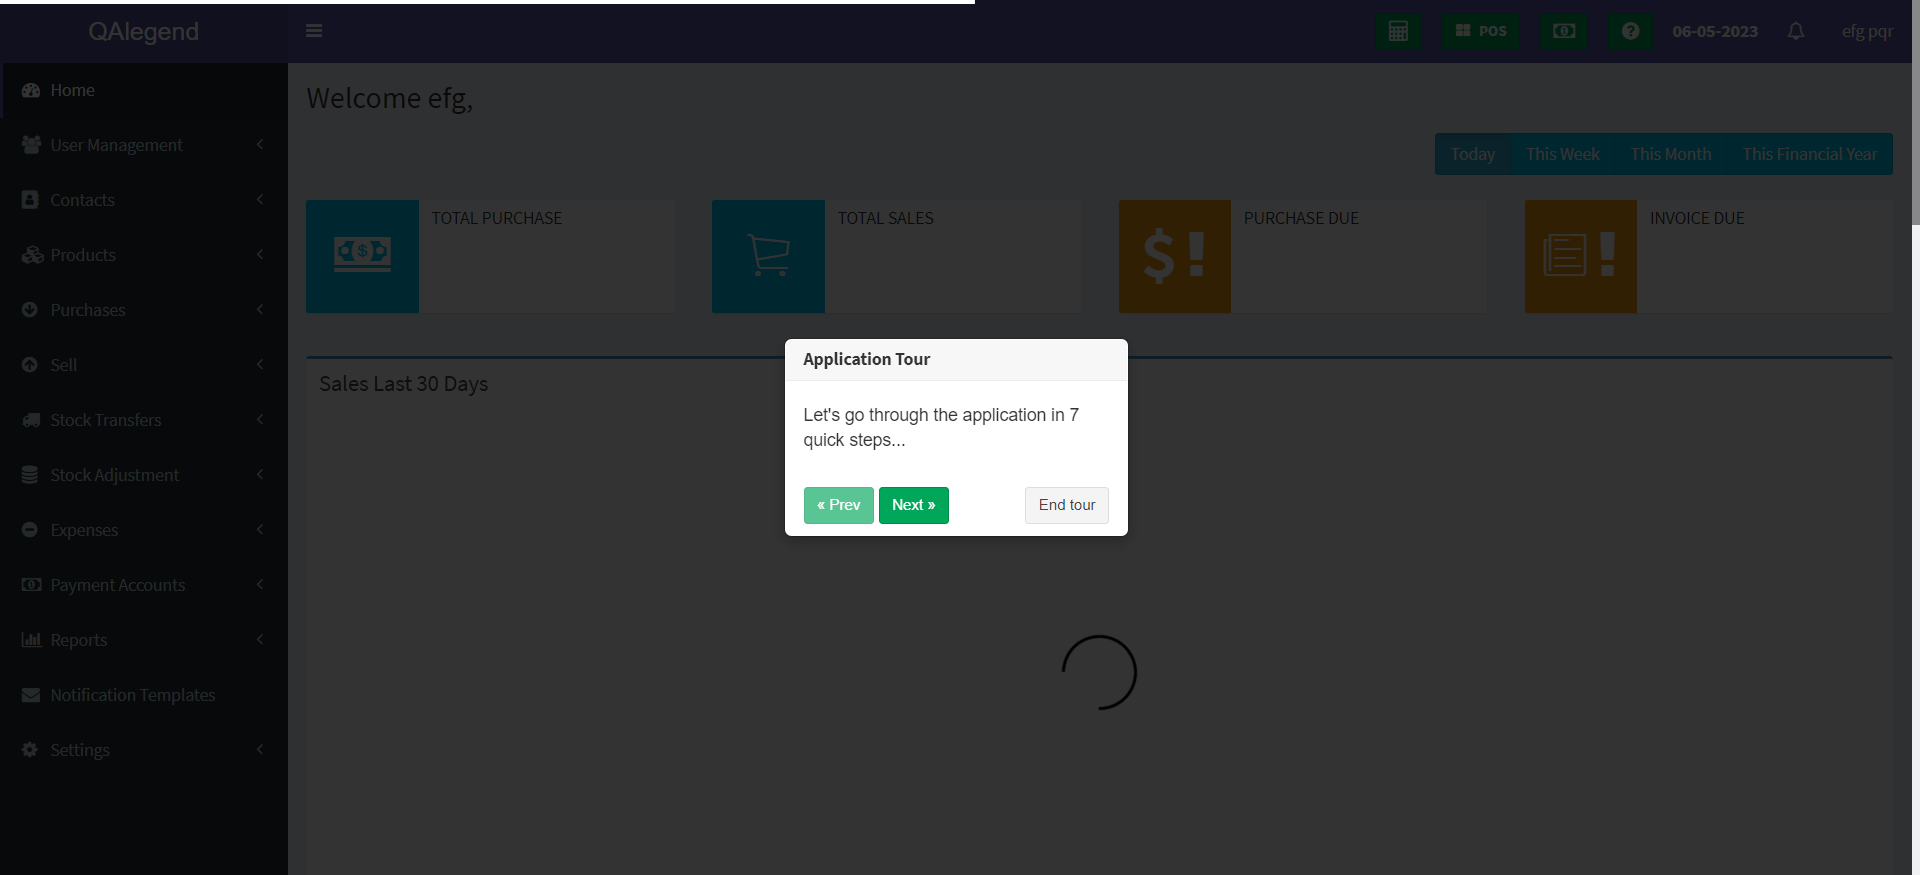 QAlegend
POS
06-05-2023
efg pqr
Home
User Management
Contacts
Products
Purchases
Sell
Stock Transfers
Stock Adjustment
Expenses
Payment Accounts
Reports
Notification Templates
Settings
Welcome efg,
Today This Week This Month This Financial Year
TOTAL PURCHASE
TOTAL SALES
PURCHASE DUE
INVOICE DUE
Sales Last 30 Days
Application Tour
Let's go through the application in 7
quick steps...
« Prev Next » End tour